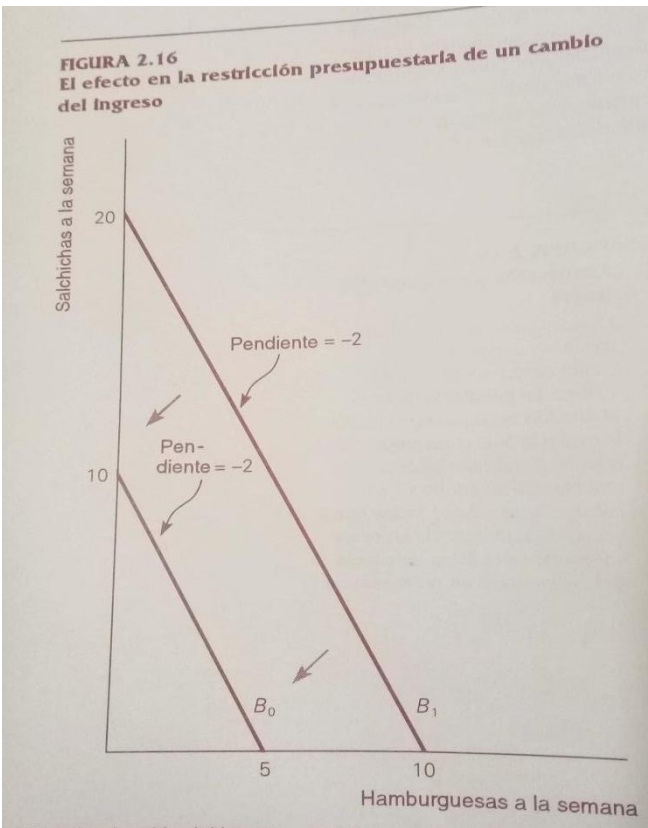 FIGURA 2.16
El efecto en la restricción presupuestaria de un cambio
del ingreso
Salchichas a la semana
20
Pendiente = –2
Pen-
diente = –2
10
B₀
B₁
5
10
Hamburguesas a la semana